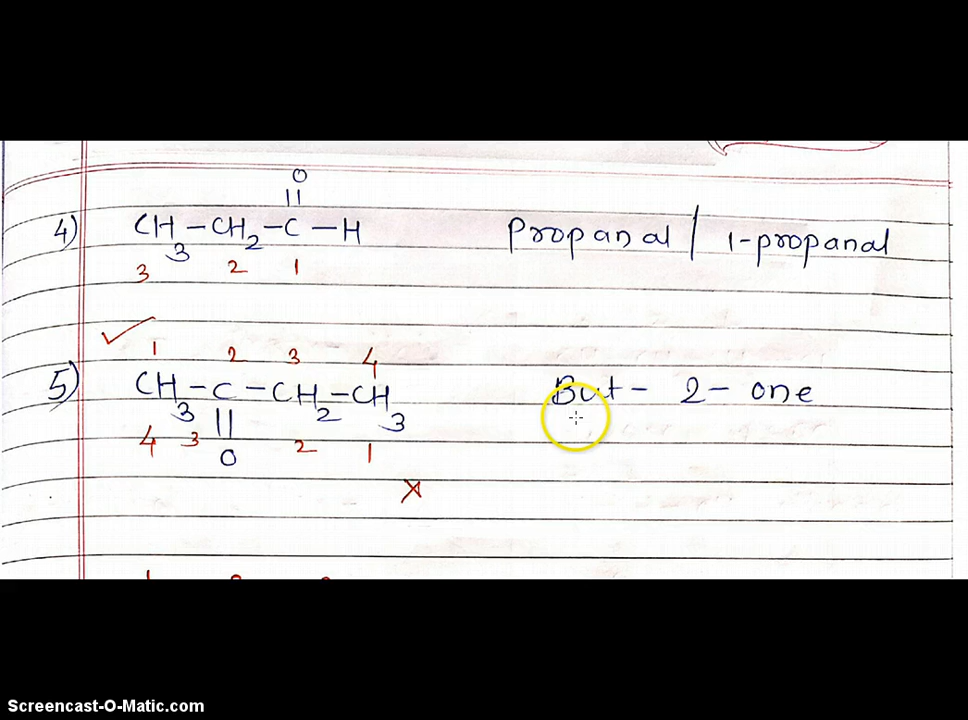 O
||
4) CH3 – CH2 – C – H Propanal / 1-propanal
3 2 1
1 2 3 4
5) CH3 – C – CH2 – CH3 But – 2 – one
||
4 3 2 1
O
Screencast-O-Matic.com